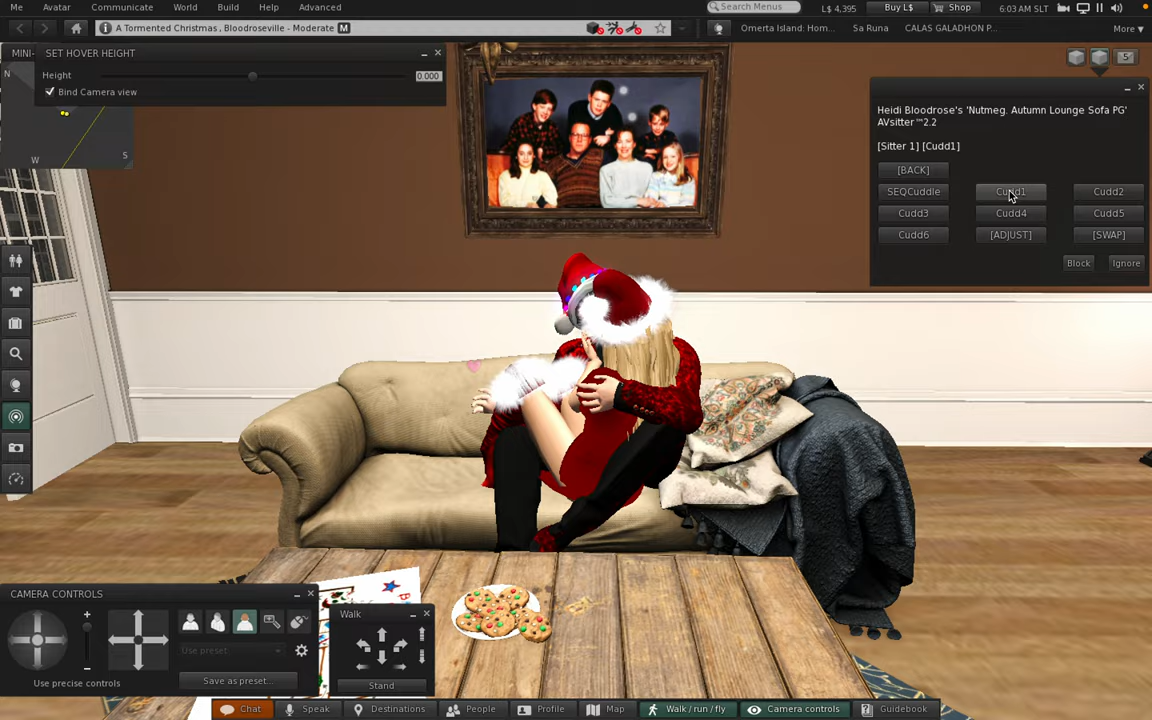 Me Avatar Communicate World Build Help Advanced
Search Menus
L$ 4,395 Buy L$ Shop 6:03 AM SLT
A Tormented Christmas , Bloodroseville - Moderate M
Omerta Island: Hom... Sa Runa CALAS GALADHON P... More ▼
MINI-
N
W
S
SET HOVER HEIGHT
Height 0.000
Bind Camera view
5
Heidi Bloodrose's 'Nutmeg. Autumn Lounge Sofa PG'
AVsitter™2.2
[Sitter 1] [Cudd1]
[BACK]
SEQCuddle Cudd1 Cudd2
Cudd3 Cudd4 Cudd5
Cudd6 [ADJUST] [SWAP]
Block Ignore
CAMERA CONTROLS
Use preset
Use precise controls
Save as preset...
Walk
Stand
Chat Speak Destinations People Profile Map Walk / run / fly Camera controls Guidebook